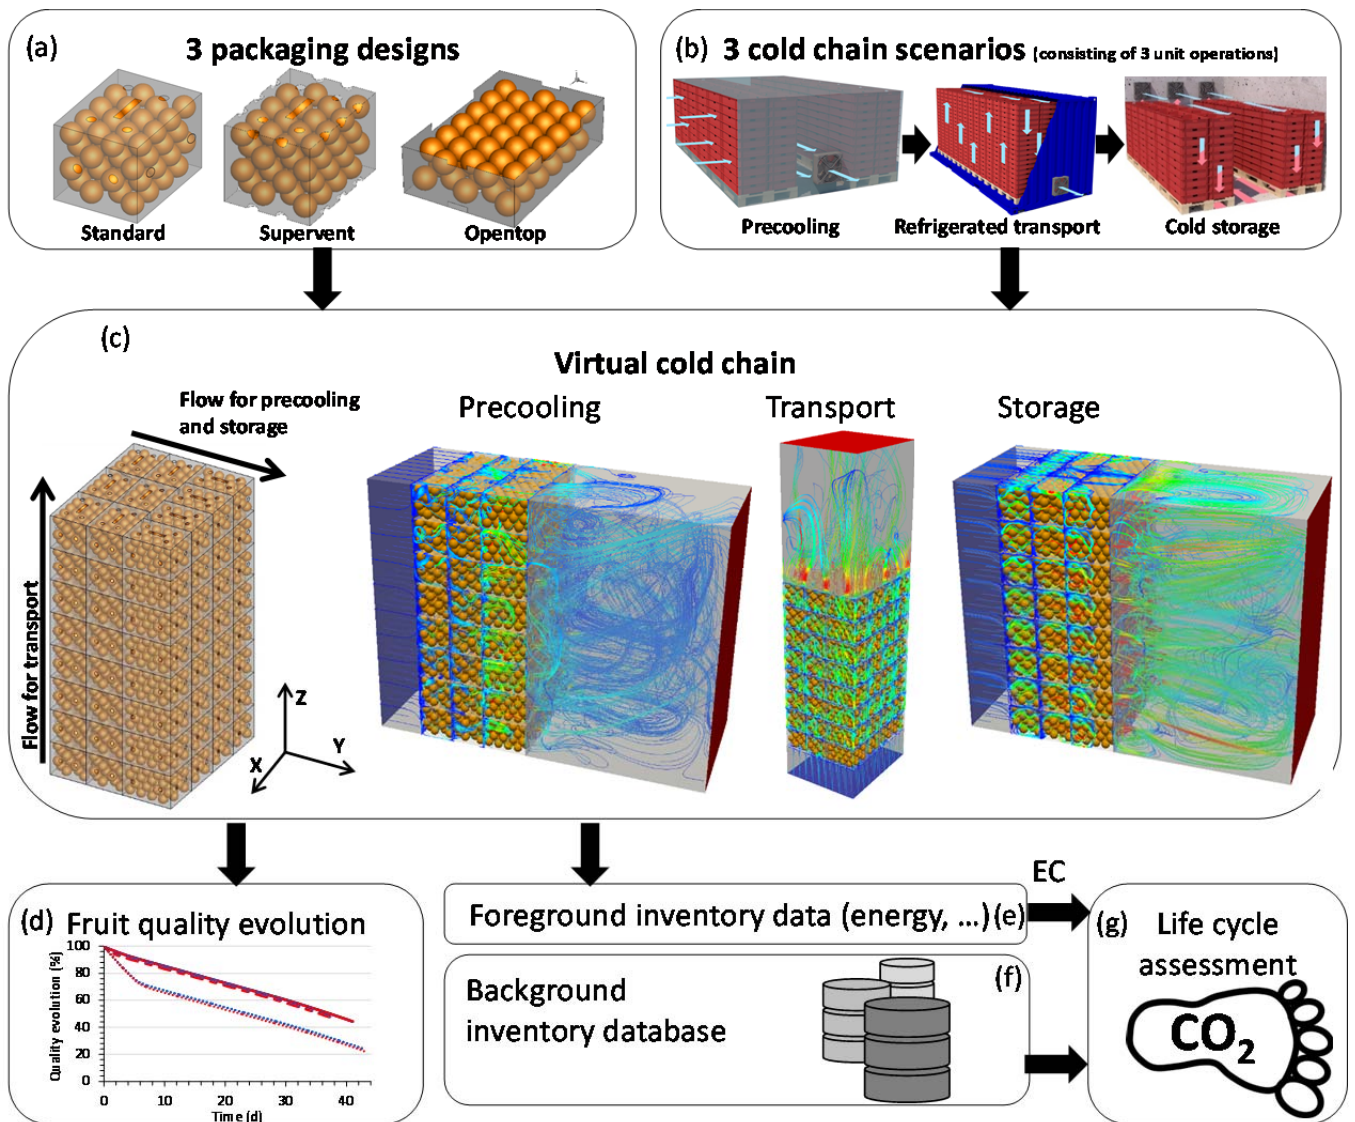 (a)
3 packaging designs
Standard
Supervent
Opentop
(b)
3 cold chain scenarios (consisting of 3 unit operations)
Precooling
Refrigerated transport
Cold storage
(c)
Virtual cold chain
Flow for precooling
and storage
Flow for transport
Z
Y
X
Precooling
Transport
Storage
(d)
Fruit quality evolution
Quality evolution (%)
100
80
60
40
20
0
0
10
20
30
40
Time (d)
Foreground inventory data (energy, ...) (e)
EC
Background
inventory database
(f)
(g)
Life cycle
assessment
CO₂